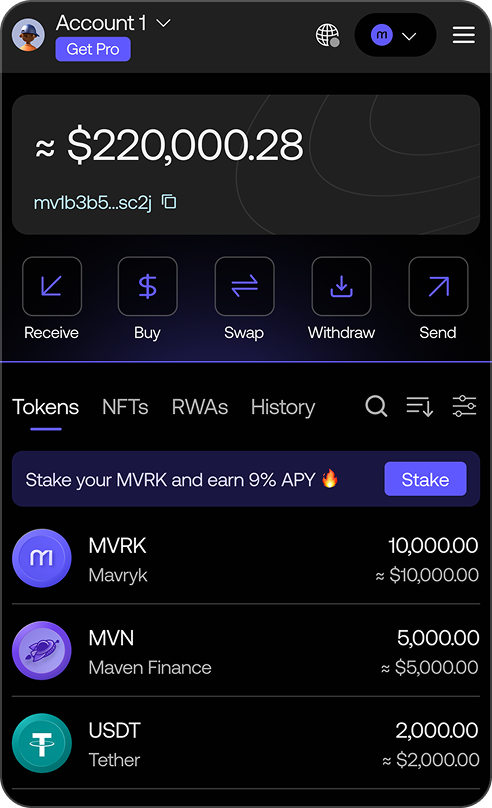 Account 1
Get Pro
≈ $220,000.28
mv1b3b5...sc2j
Receive Buy Swap Withdraw Send
Tokens NFTs RWAs History
Stake your MVRK and earn 9% APY 🔥 Stake
MVRK 10,000.00
Mavryk ≈ $10,000.00
MVN 5,000.00
Maven Finance ≈ $5,000.00
USDT 2,000.00
Tether ≈ $2,000.00